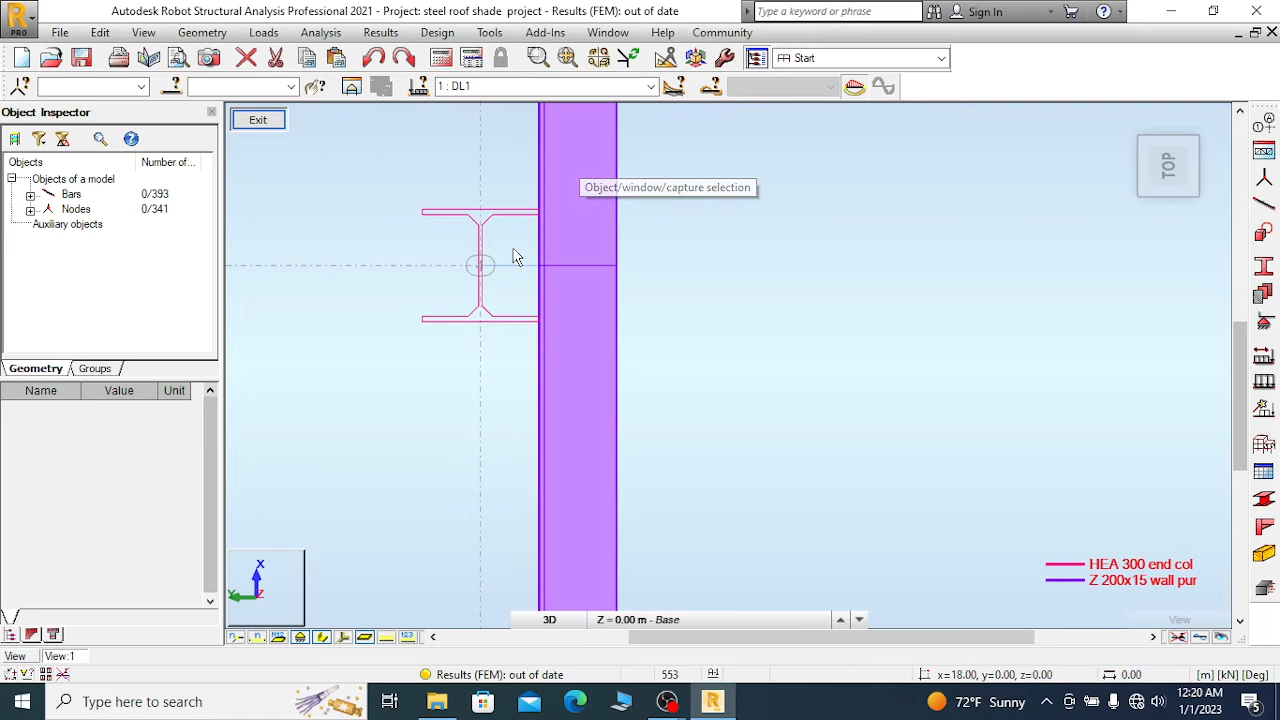 Autodesk Robot Structural Analysis Professional 2021 - Project: steel roof shade project - Results (FEM): out of date
Type a keyword or phrase
Sign In
PRO
File Edit View Geometry Loads Analysis Results Design Tools Add-Ins Window Help Community
Start
1 : DL1
Object Inspector
Exit
TOP
Objects Number of...
Objects of a model
Bars 0/393
Nodes 0/341
Auxiliary objects
Object/window/capture selection
Geometry Groups
Name Value Unit
HEA 300 end col
Z 200x15 wall pur
X
Y
Z
3D Z = 0.00 m - Base
View
View View:1
Results (FEM): out of date 553 x=18.00, y=0.00, z=0.00 0.00 [m] [kN] [Deg]
Type here to search
72°F Sunny
12:20 AM
1/1/2023
5